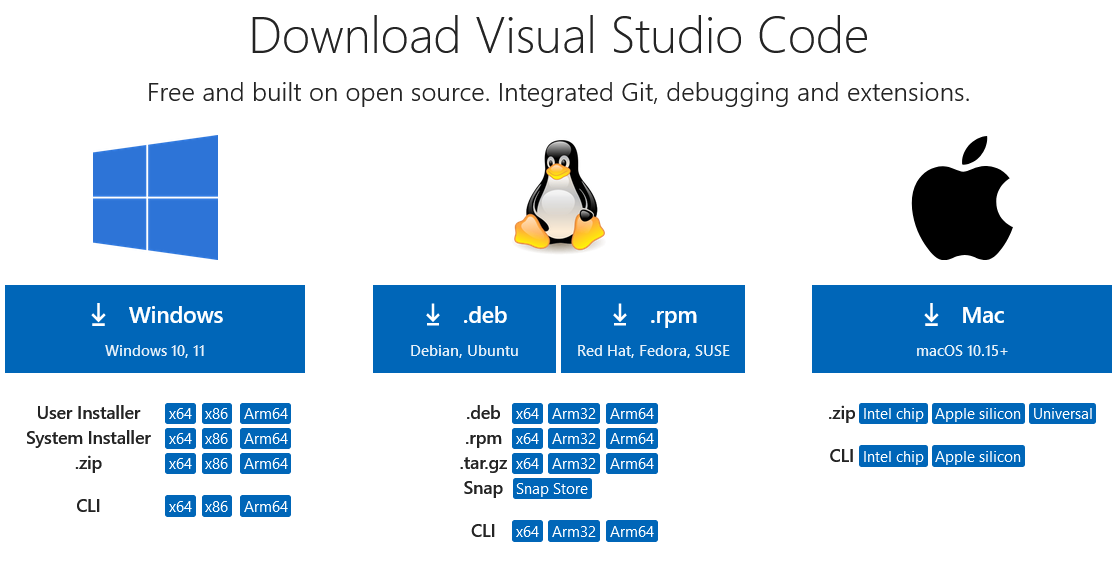 Download Visual Studio Code
Free and built on open source. Integrated Git, debugging and extensions.
Windows
Windows 10, 11
User Installer x64 x86 Arm64
System Installer x64 x86 Arm64
.zip x64 x86 Arm64
CLI x64 x86 Arm64
.deb
Debian, Ubuntu
.rpm
Red Hat, Fedora, SUSE
.deb x64 Arm32 Arm64
.rpm x64 Arm32 Arm64
.tar.gz x64 Arm32 Arm64
Snap Snap Store
CLI x64 Arm32 Arm64
Mac
macOS 10.15+
.zip Intel chip Apple silicon Universal
CLI Intel chip Apple silicon